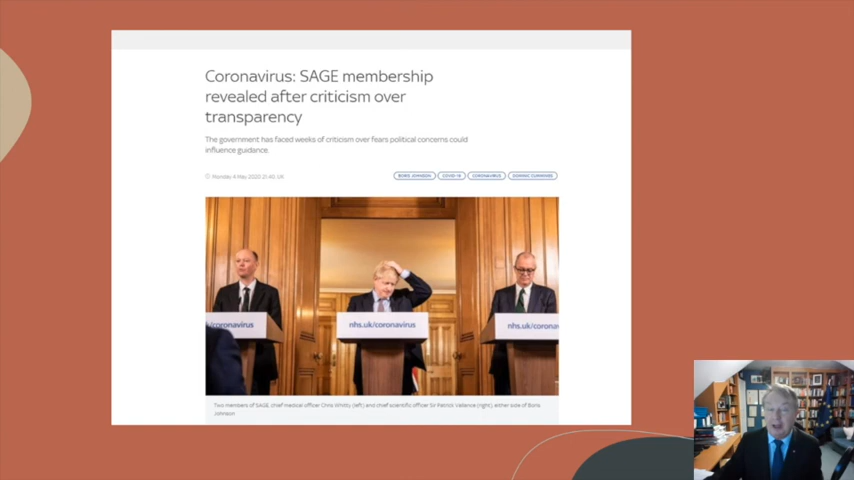 Coronavirus: SAGE membership
revealed after criticism over
transparency
The government has faced weeks of criticism over fears political concerns could
influence guidance.
Monday 4 May 2020 21:40, UK
BORIS JOHNSON COVID-19 CORONAVIRUS DOMINIC CUMMINGS
/coronavirus
nhs.uk/coronavirus
nhs.uk/corona
Two members of SAGE, chief medical officer Chris Whitty (left) and chief scientific officer Sir Patrick Vallance (right) either side of Boris
Johnson